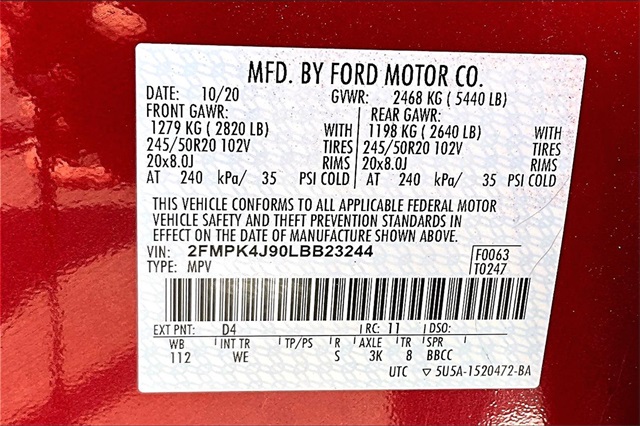 MFD. BY FORD MOTOR CO.
DATE: 10/20 GVWR: 2468 KG ( 5440 LB)
FRONT GAWR: REAR GAWR:
1279 KG ( 2820 LB) WITH 1198 KG ( 2640 LB) WITH
245/50R20 102V TIRES 245/50R20 102V TIRES
20x8.0J RIMS 20x8.0J RIMS
AT 240 kPa/ 35 PSI COLD AT 240 kPa/ 35 PSI COLD
THIS VEHICLE CONFORMS TO ALL APPLICABLE FEDERAL MOTOR
VEHICLE SAFETY AND THEFT PREVENTION STANDARDS IN
EFFECT ON THE DATE OF MANUFACTURE SHOWN ABOVE.
VIN: 2FMPK4J90LBB23244 F0063
TYPE: MPV T0247
EXT PNT: D4 RC: 11 DSO:
WB INT TR TP/PS R AXLE TR SPR
112 WE S 3K 8 BBCC
UTC ▽ 5U5A-1520472-BA